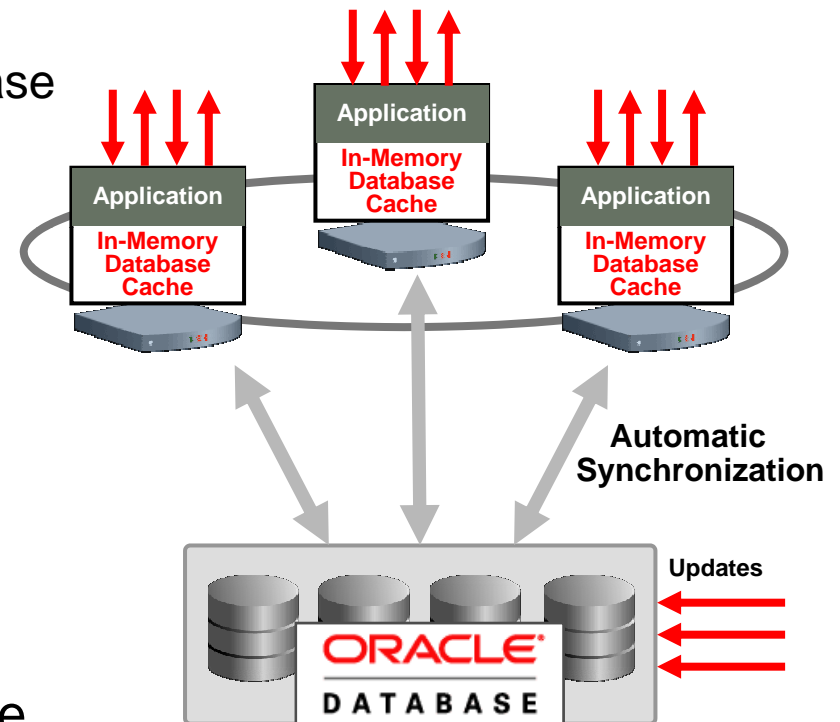 ase
Application
In-Memory
Database
Cache
Application
In-Memory
Database
Cache
Application
In-Memory
Database
Cache
Automatic
Synchronization
Updates
ORACLE®
DATABASE
e